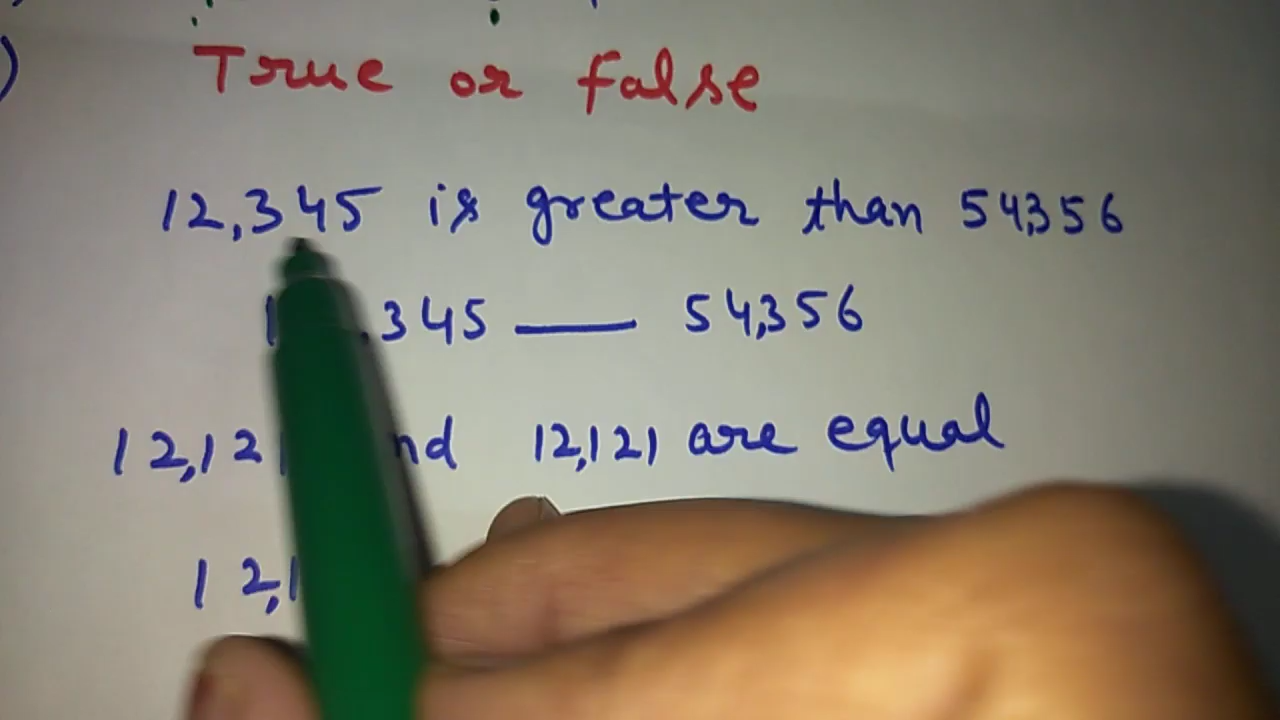 )
True or false
12,345 is greater than 54,356
345 ___ 54,356
12,12 nd 12,121 are equal
12,1